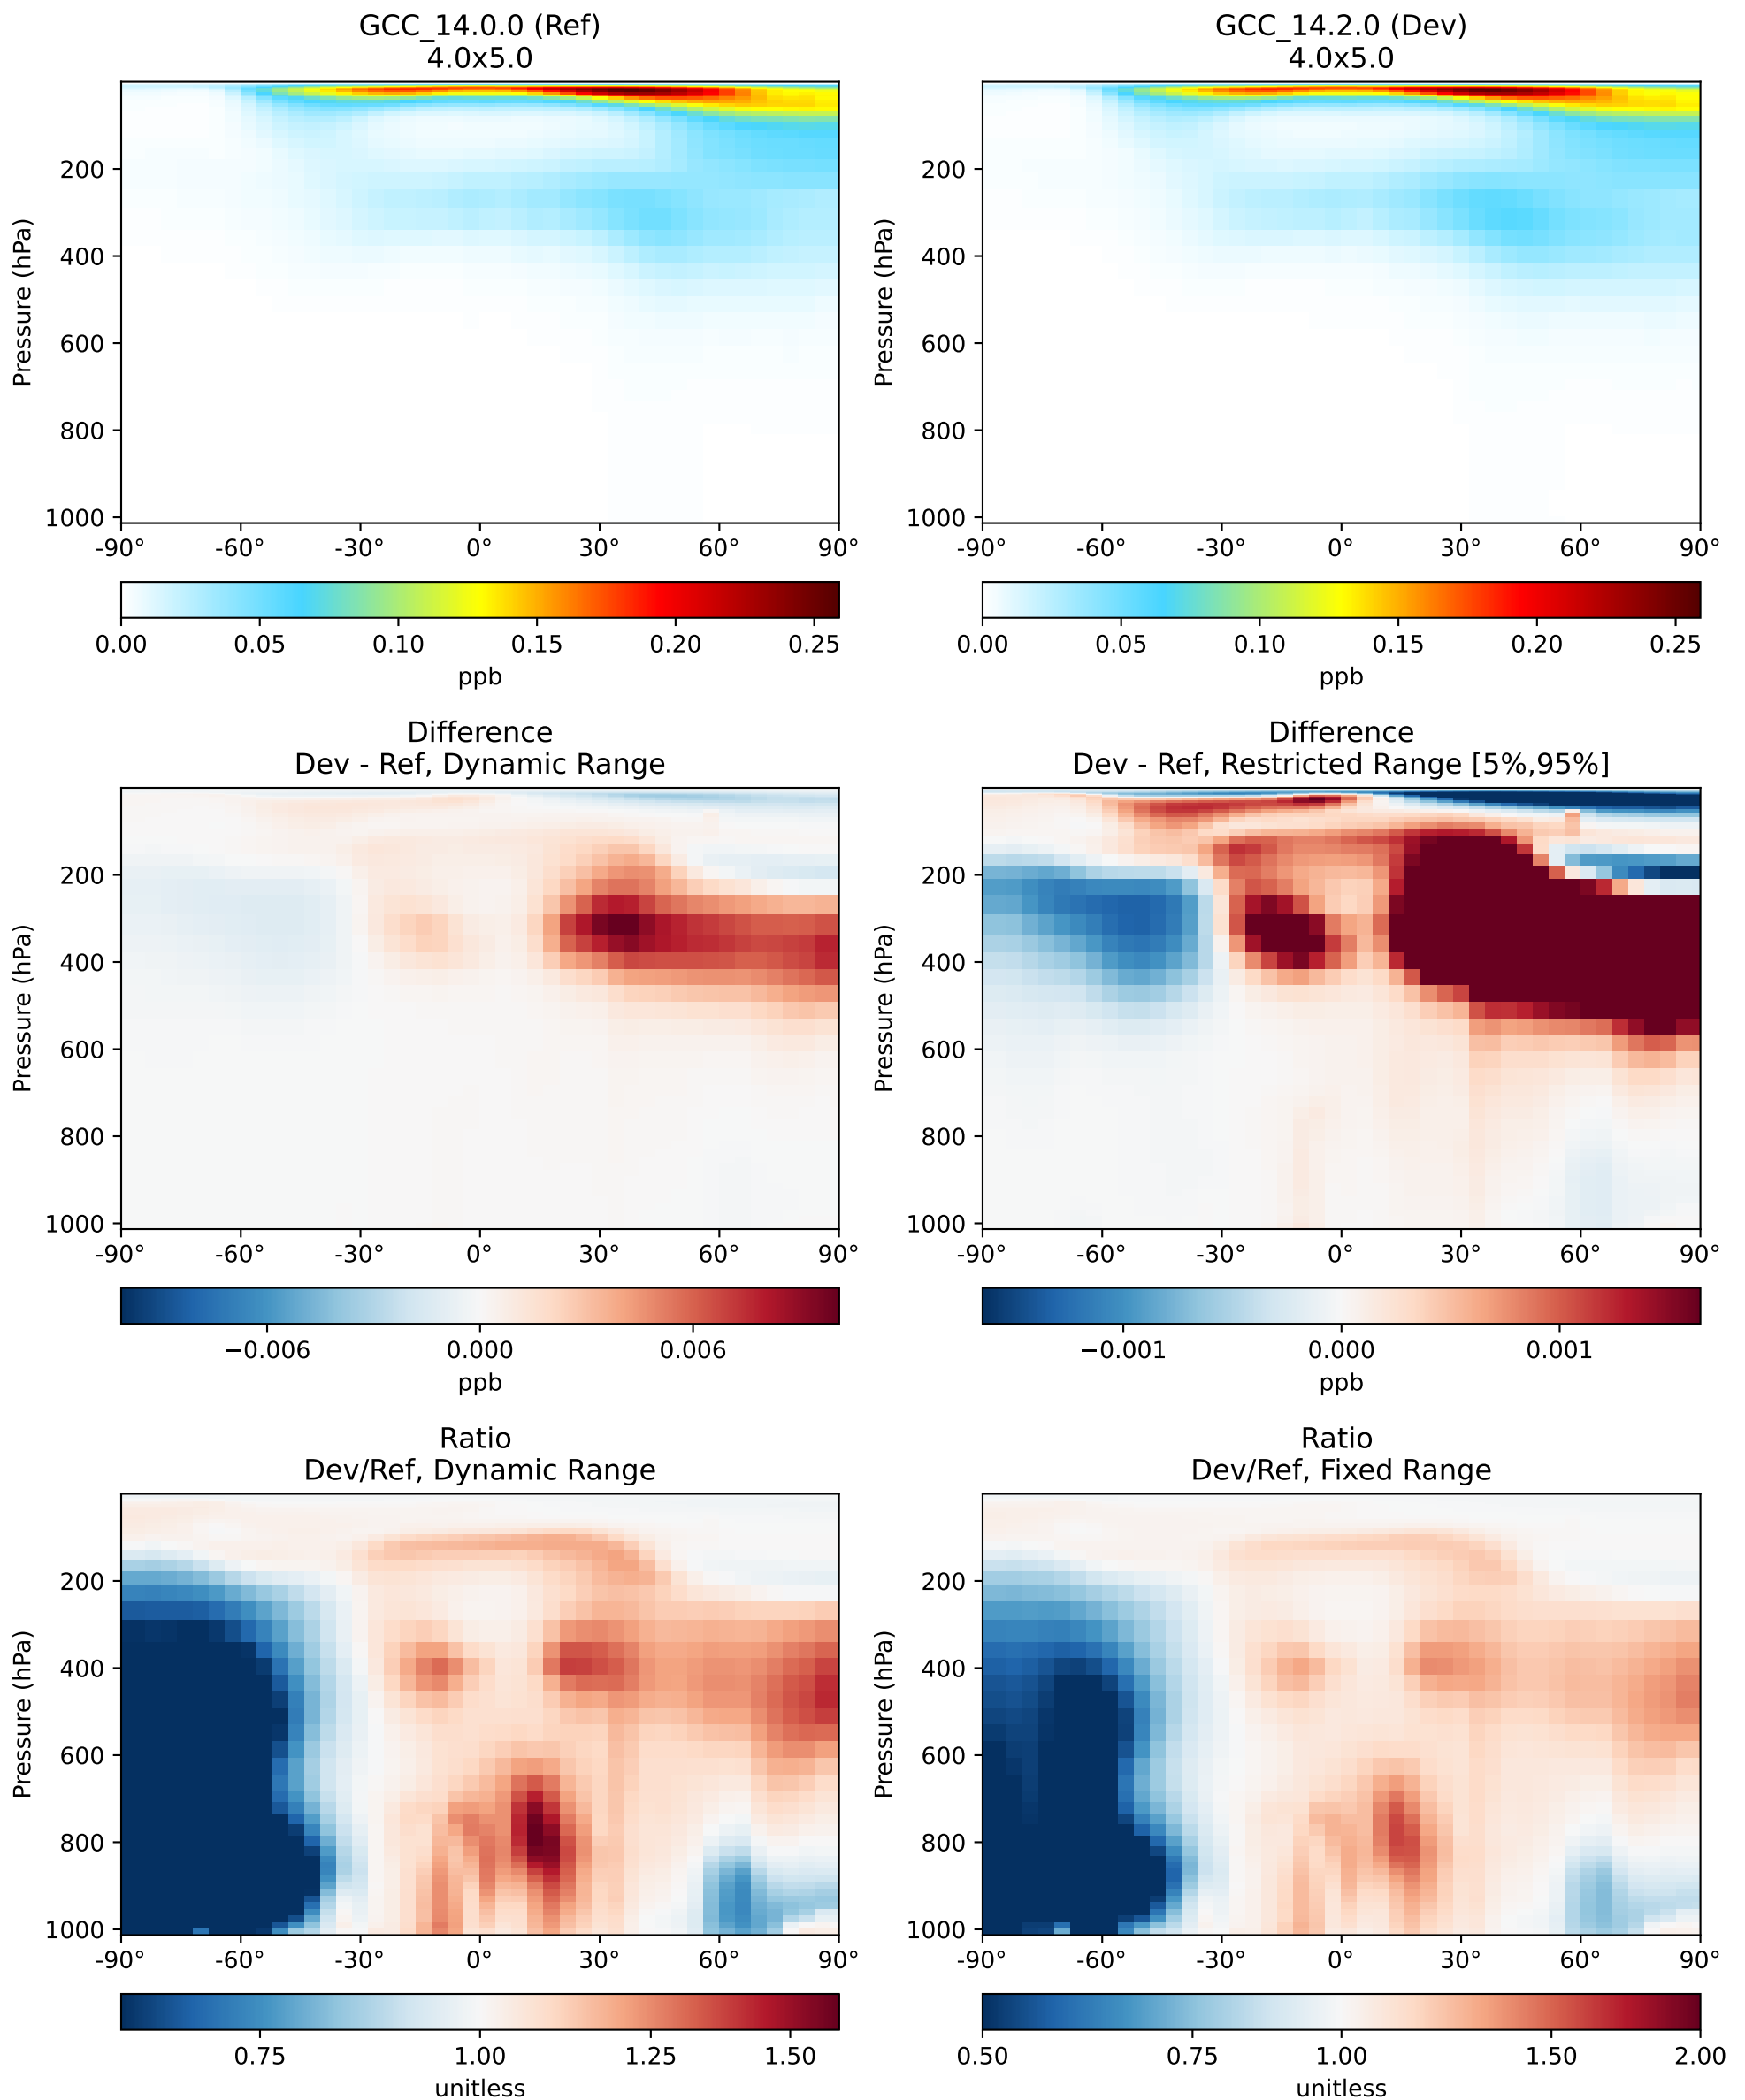 GCC_14.0.0 (Ref)
4.0x5.0
Pressure (hPa)
200
400
600
800
1000
-90° -60° -30° 0° 30° 60° 90°
0.00 0.05 0.10 0.15 0.20 0.25
ppb
GCC_14.2.0 (Dev)
4.0x5.0
Pressure (hPa)
200
400
600
800
1000
-90° -60° -30° 0° 30° 60° 90°
0.00 0.05 0.10 0.15 0.20 0.25
ppb
Difference
Dev - Ref, Dynamic Range
Pressure (hPa)
200
400
600
800
1000
-90° -60° -30° 0° 30° 60° 90°
−0.006 0.000 0.006
ppb
Difference
Dev - Ref, Restricted Range [5%,95%]
Pressure (hPa)
200
400
600
800
1000
-90° -60° -30° 0° 30° 60° 90°
−0.001 0.000 0.001
ppb
Ratio
Dev/Ref, Dynamic Range
Pressure (hPa)
200
400
600
800
1000
-90° -60° -30° 0° 30° 60° 90°
0.75 1.00 1.25 1.50
unitless
Ratio
Dev/Ref, Fixed Range
Pressure (hPa)
200
400
600
800
1000
-90° -60° -30° 0° 30° 60° 90°
0.50 0.75 1.00 1.50 2.00
unitless